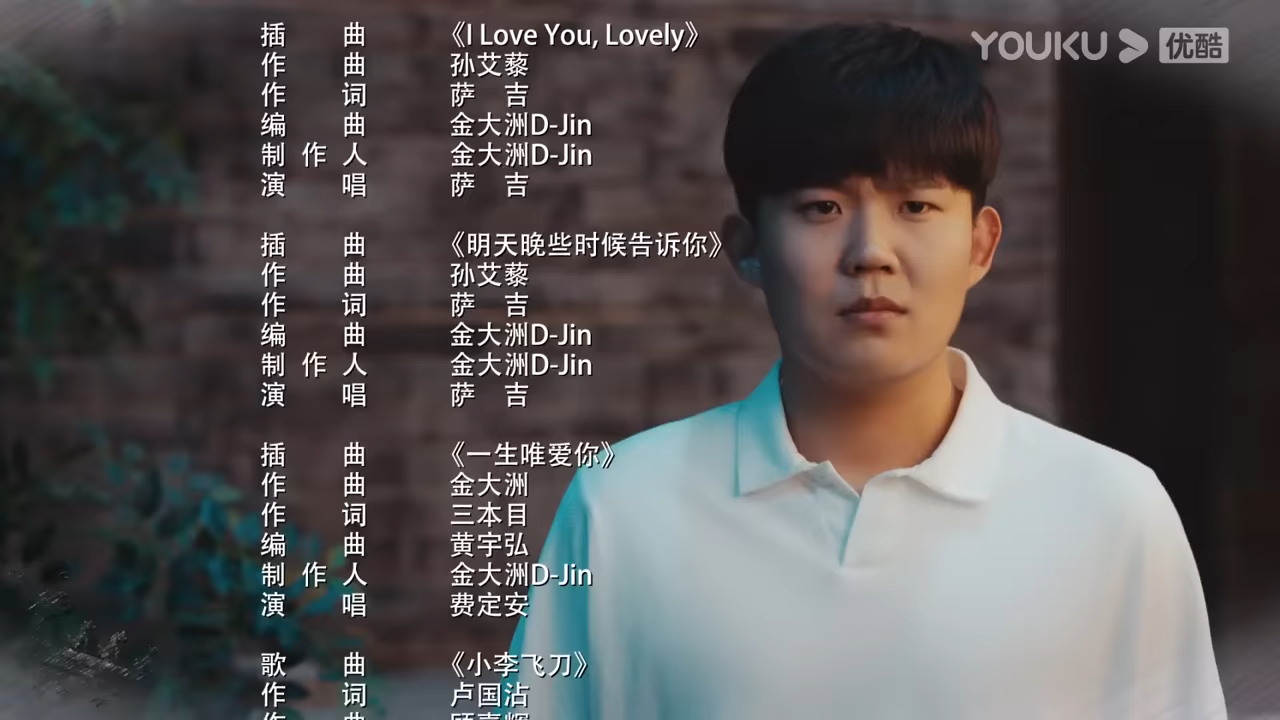 YOUKU 优酷
插曲 《I Love You, Lovely》
作曲 孙艾藜
作词 萨吉
编曲 金大洲D-Jin
制作人 金大洲D-Jin
演唱 萨吉
插曲 《明天晚些时候告诉你》
作曲 孙艾藜
作词 萨吉
编曲 金大洲D-Jin
制作人 金大洲D-Jin
演唱 萨吉
插曲 《一生唯爱你》
作曲 金大洲
作词 三本目
编曲 黄宇弘
制作人 金大洲D-Jin
演唱 费定安
歌曲 《小李飞刀》
作词 卢国沾